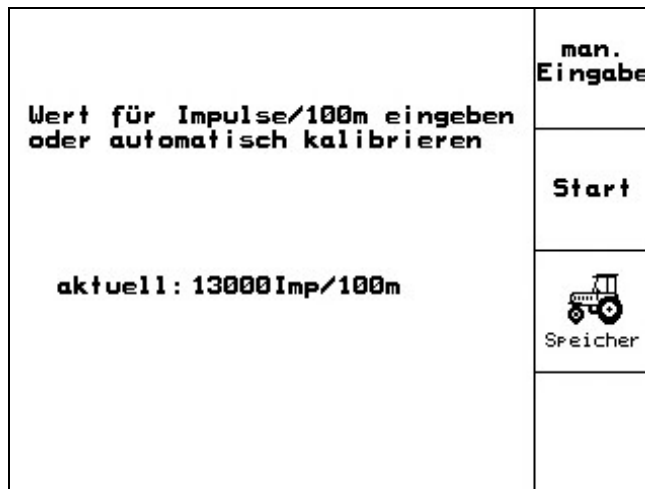 man.
Eingabe
Wert für Impulse/100m eingeben
oder automatisch kalibrieren
Start
aktuell: 13000Imp/100m
Speicher